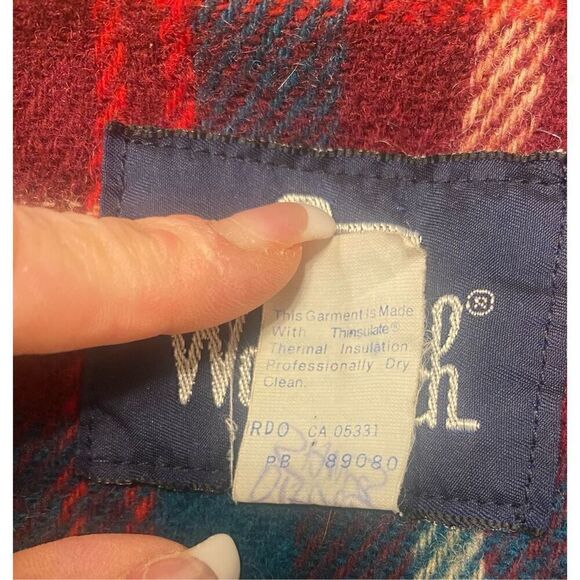 This Garment is Made
With Thinsulate®
Thermal Insulation.
Professionally Dry
Clean.
RDO CA 05331
PB 89080
®